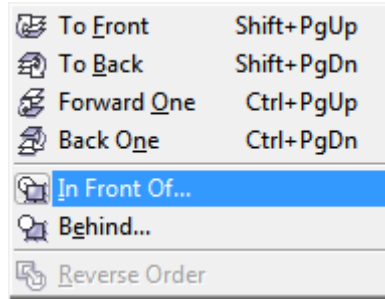 To Front Shift+PgUp
To Back Shift+PgDn
Forward One Ctrl+PgUp
Back One Ctrl+PgDn
In Front Of...
Behind...
Reverse Order